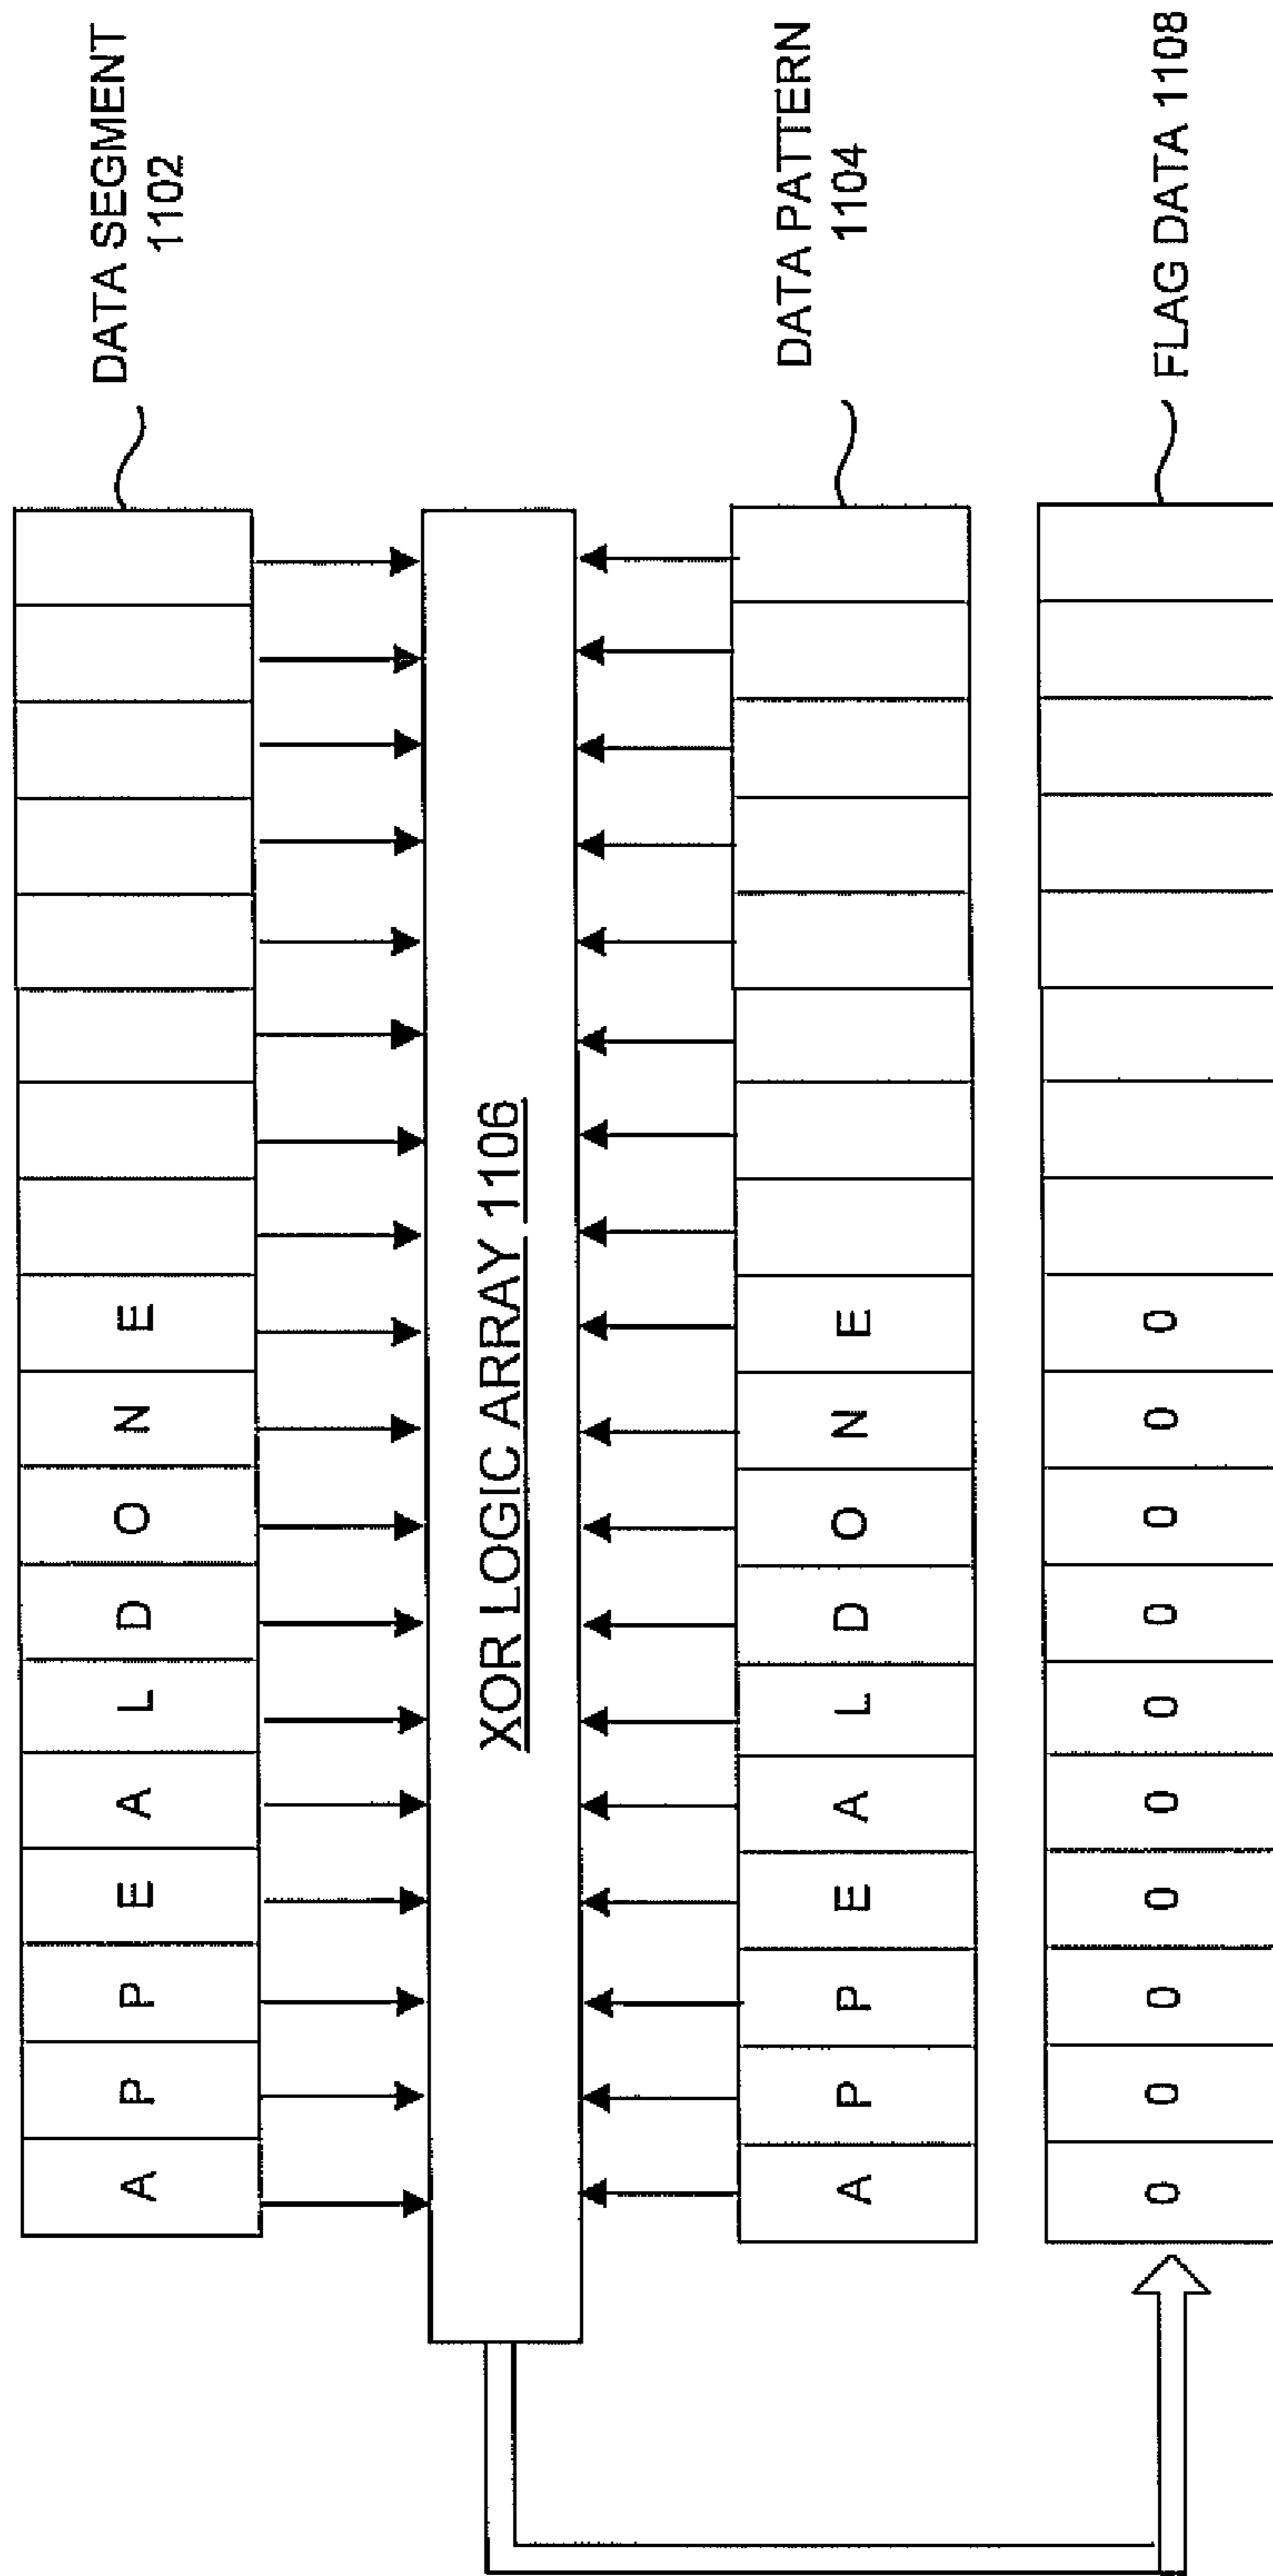 A P P E A L D O N E
DATA SEGMENT
1102
XOR LOGIC ARRAY 1106
A P P E A L D O N E
DATA PATTERN
1104
0 0 0 0 0 0 0 0 0 0
FLAG DATA 1108